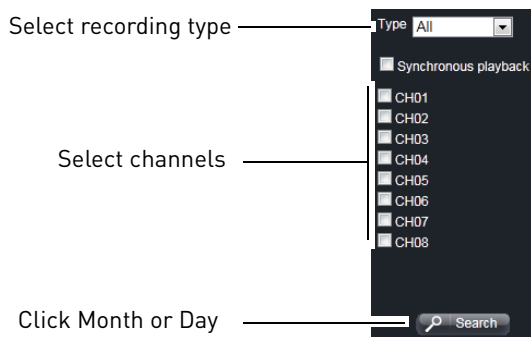 Select recording type
Type All
Synchronous playback
CH01
CH02
CH03
Select channels
CH04
CH05
CH06
CH07
CH08
Click Month or Day
Search